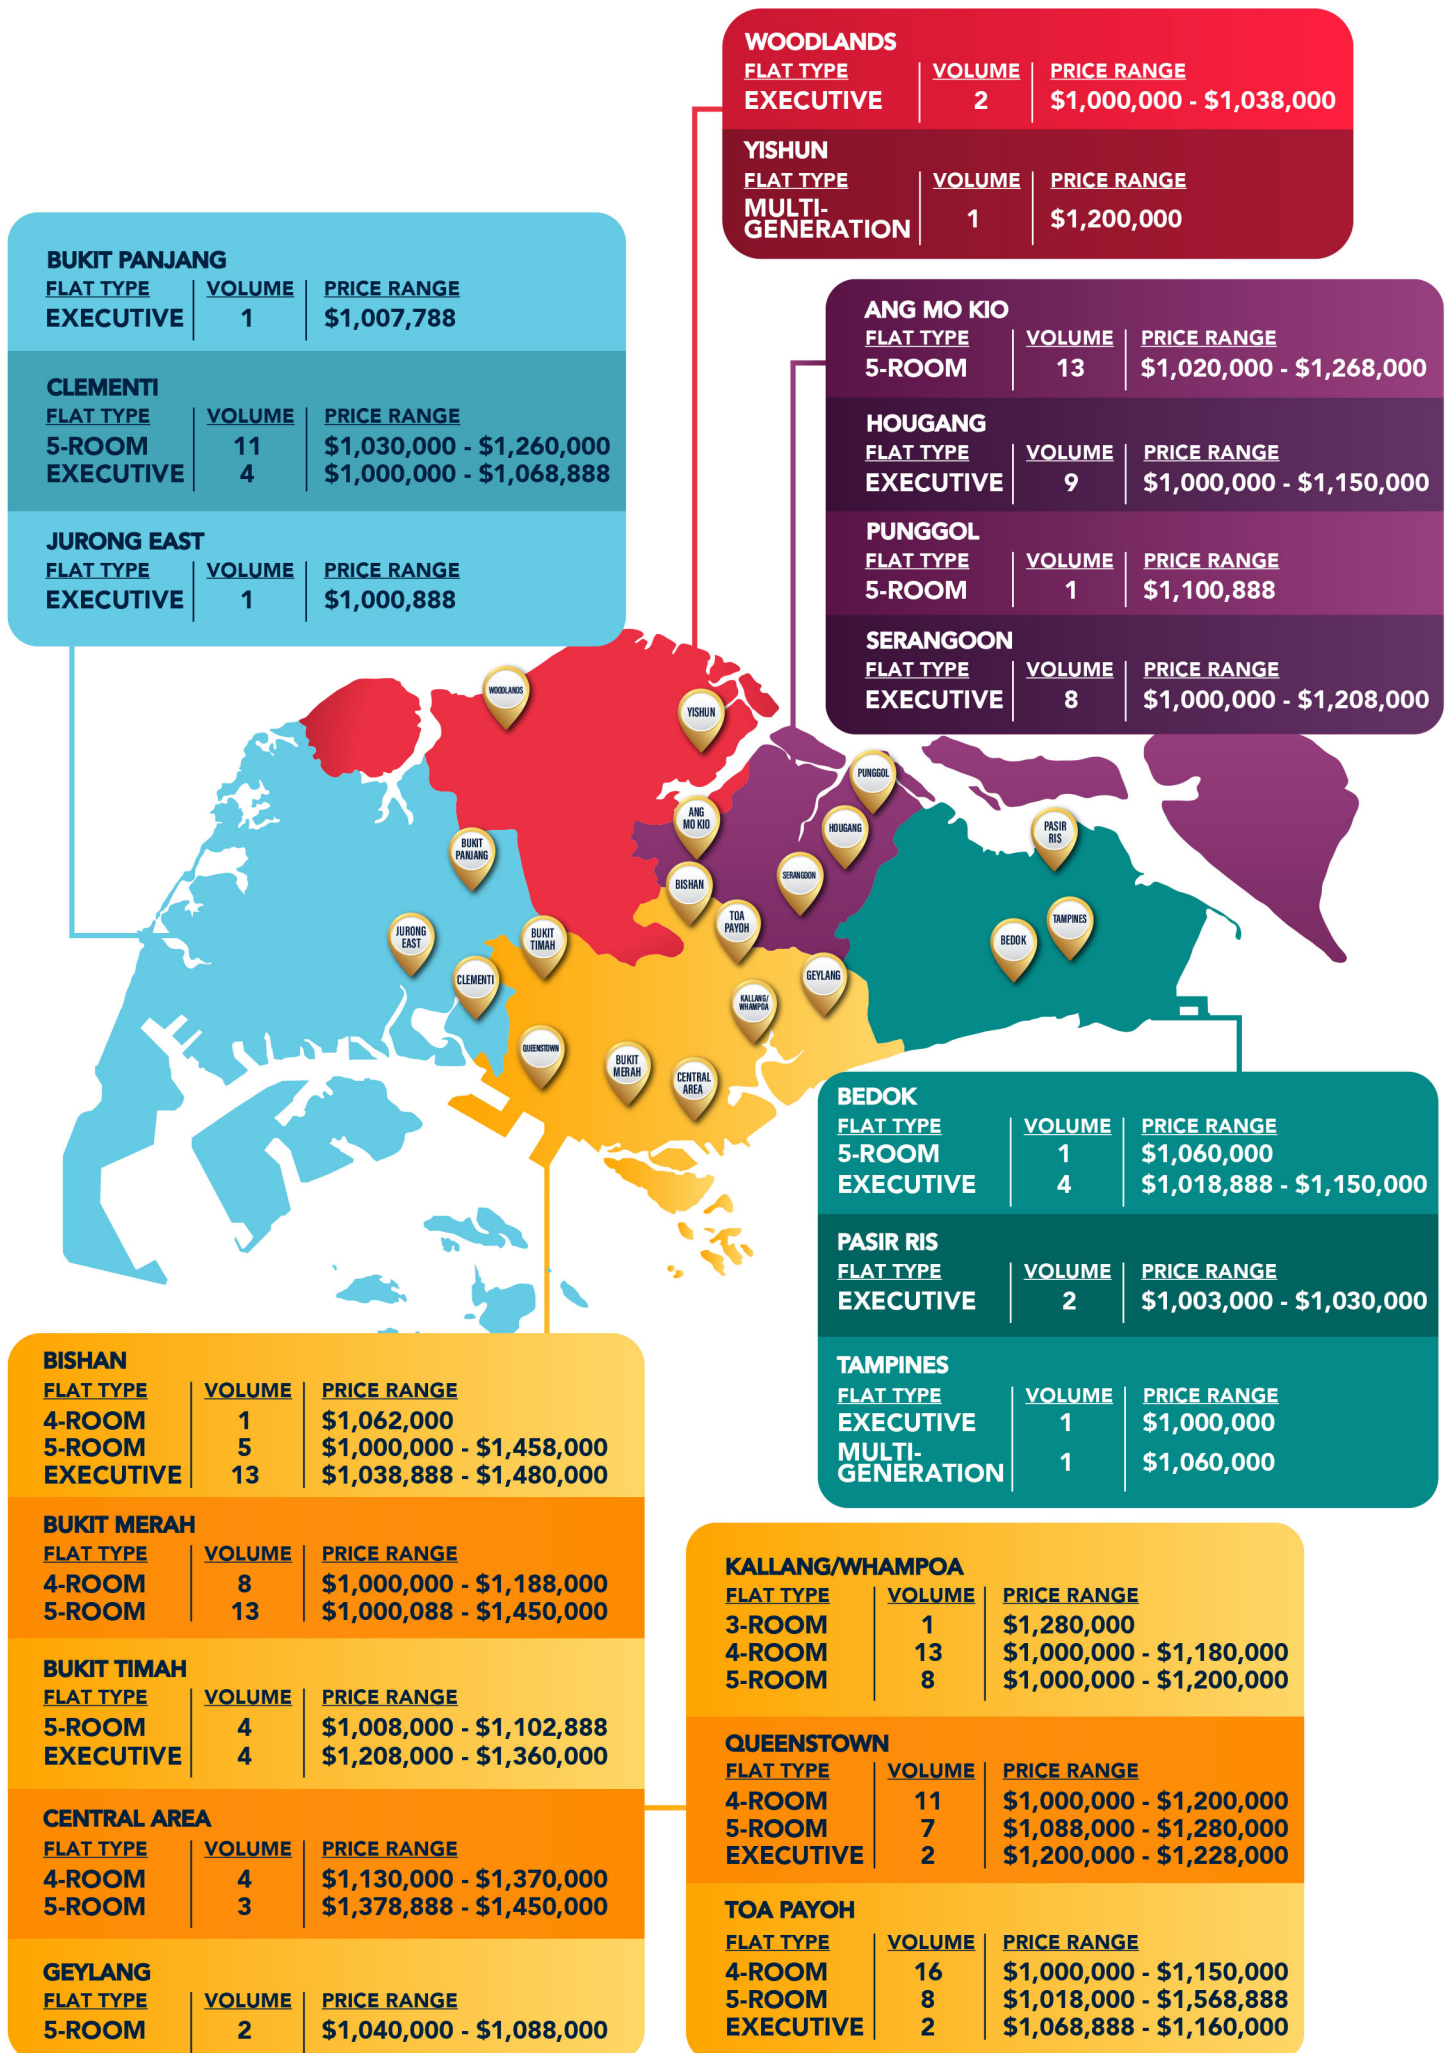 WOODLANDS
FLAT TYPE VOLUME PRICE RANGE
EXECUTIVE 2 $1,000,000 - $1,038,000
YISHUN
FLAT TYPE VOLUME PRICE RANGE
MULTI-
GENERATION 1 $1,200,000
BUKIT PANJANG
FLAT TYPE VOLUME PRICE RANGE
EXECUTIVE 1 $1,007,788
CLEMENTI
FLAT TYPE VOLUME PRICE RANGE
5-ROOM 11 $1,030,000 - $1,260,000
EXECUTIVE 4 $1,000,000 - $1,068,888
JURONG EAST
FLAT TYPE VOLUME PRICE RANGE
EXECUTIVE 1 $1,000,888
ANG MO KIO
FLAT TYPE VOLUME PRICE RANGE
5-ROOM 13 $1,020,000 - $1,268,000
HOUGANG
FLAT TYPE VOLUME PRICE RANGE
EXECUTIVE 9 $1,000,000 - $1,150,000
PUNGGOL
FLAT TYPE VOLUME PRICE RANGE
5-ROOM 1 $1,100,888
SERANGOON
FLAT TYPE VOLUME PRICE RANGE
EXECUTIVE 8 $1,000,000 - $1,208,000
WOODLANDS
YISHUN
PUNGGOL
ANG
MO KIO
HOUGANG
PASIR
RIS
BUKIT
PANJANG
BISHAN
SERANGOON
TOA
PAYOH
TAMPINES
JURONG
EAST
BUKIT
TIMAH
BEDOK
CLEMENTI
GEYLANG
KALLANG/
WHAMPOA
QUEENSTOWN
BUKIT
MERAH
CENTRAL
AREA
BEDOK
FLAT TYPE VOLUME PRICE RANGE
5-ROOM 1 $1,060,000
EXECUTIVE 4 $1,018,888 - $1,150,000
PASIR RIS
FLAT TYPE VOLUME PRICE RANGE
EXECUTIVE 2 $1,003,000 - $1,030,000
TAMPINES
FLAT TYPE VOLUME PRICE RANGE
EXECUTIVE 1 $1,000,000
MULTI-
GENERATION 1 $1,060,000
BISHAN
FLAT TYPE VOLUME PRICE RANGE
4-ROOM 1 $1,062,000
5-ROOM 5 $1,000,000 - $1,458,000
EXECUTIVE 13 $1,038,888 - $1,480,000
BUKIT MERAH
FLAT TYPE VOLUME PRICE RANGE
4-ROOM 8 $1,000,000 - $1,188,000
5-ROOM 13 $1,000,088 - $1,450,000
BUKIT TIMAH
FLAT TYPE VOLUME PRICE RANGE
5-ROOM 4 $1,008,000 - $1,102,888
EXECUTIVE 4 $1,208,000 - $1,360,000
CENTRAL AREA
FLAT TYPE VOLUME PRICE RANGE
4-ROOM 4 $1,130,000 - $1,370,000
5-ROOM 3 $1,378,888 - $1,450,000
GEYLANG
FLAT TYPE VOLUME PRICE RANGE
5-ROOM 2 $1,040,000 - $1,088,000
KALLANG/WHAMPOA
FLAT TYPE VOLUME PRICE RANGE
3-ROOM 1 $1,280,000
4-ROOM 13 $1,000,000 - $1,180,000
5-ROOM 8 $1,000,000 - $1,200,000
QUEENSTOWN
FLAT TYPE VOLUME PRICE RANGE
4-ROOM 11 $1,000,000 - $1,200,000
5-ROOM 7 $1,088,000 - $1,280,000
EXECUTIVE 2 $1,200,000 - $1,228,000
TOA PAYOH
FLAT TYPE VOLUME PRICE RANGE
4-ROOM 16 $1,000,000 - $1,150,000
5-ROOM 8 $1,018,000 - $1,568,888
EXECUTIVE 2 $1,068,888 - $1,160,000